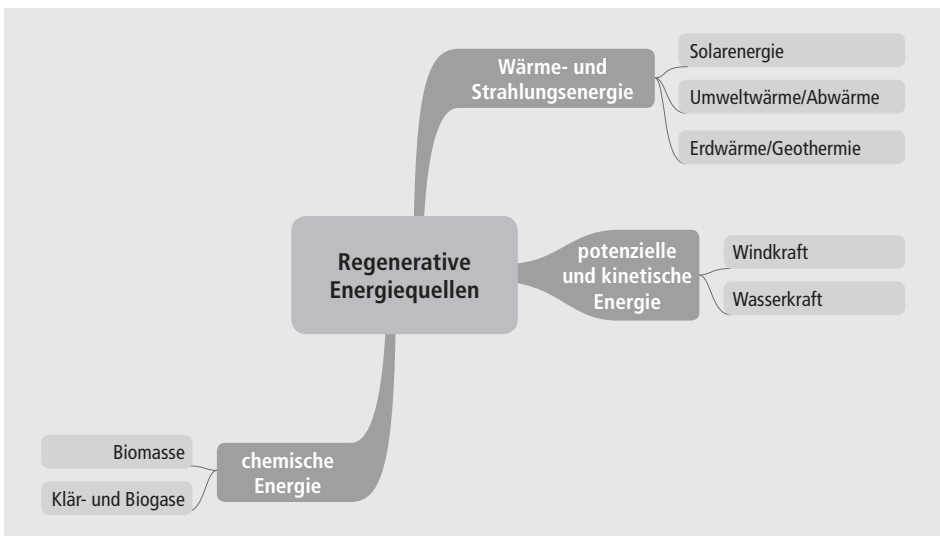 Wärme- und
Strahlungsenergie
Solarenergie
Umweltwärme/Abwärme
Erdwärme/Geothermie
Regenerative
Energiequellen
potenzielle
und kinetische
Energie
Windkraft
Wasserkraft
chemische
Energie
Biomasse
Klär- und Biogase